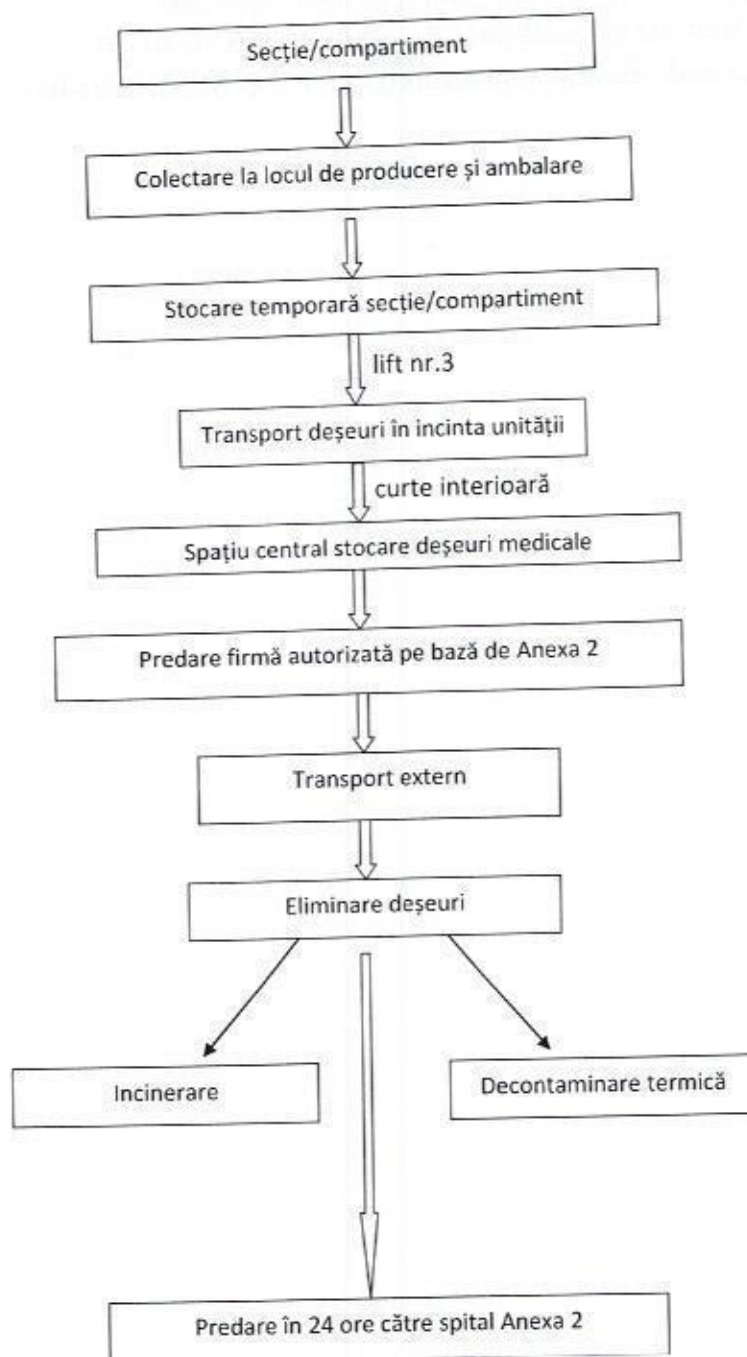 Secție/compartiment
Colectare la locul de producere și ambalare
Stocare temporară secție/compartiment
lift nr.3
Transport deșeuri în incinta unității
curte interioară
Spațiu central stocare deșeuri medicale
Predare firmă autorizată pe bază de Anexa 2
Transport extern
Eliminare deșeuri
Incinerare
Decontaminare termică
Predare în 24 ore către spital Anexa 2